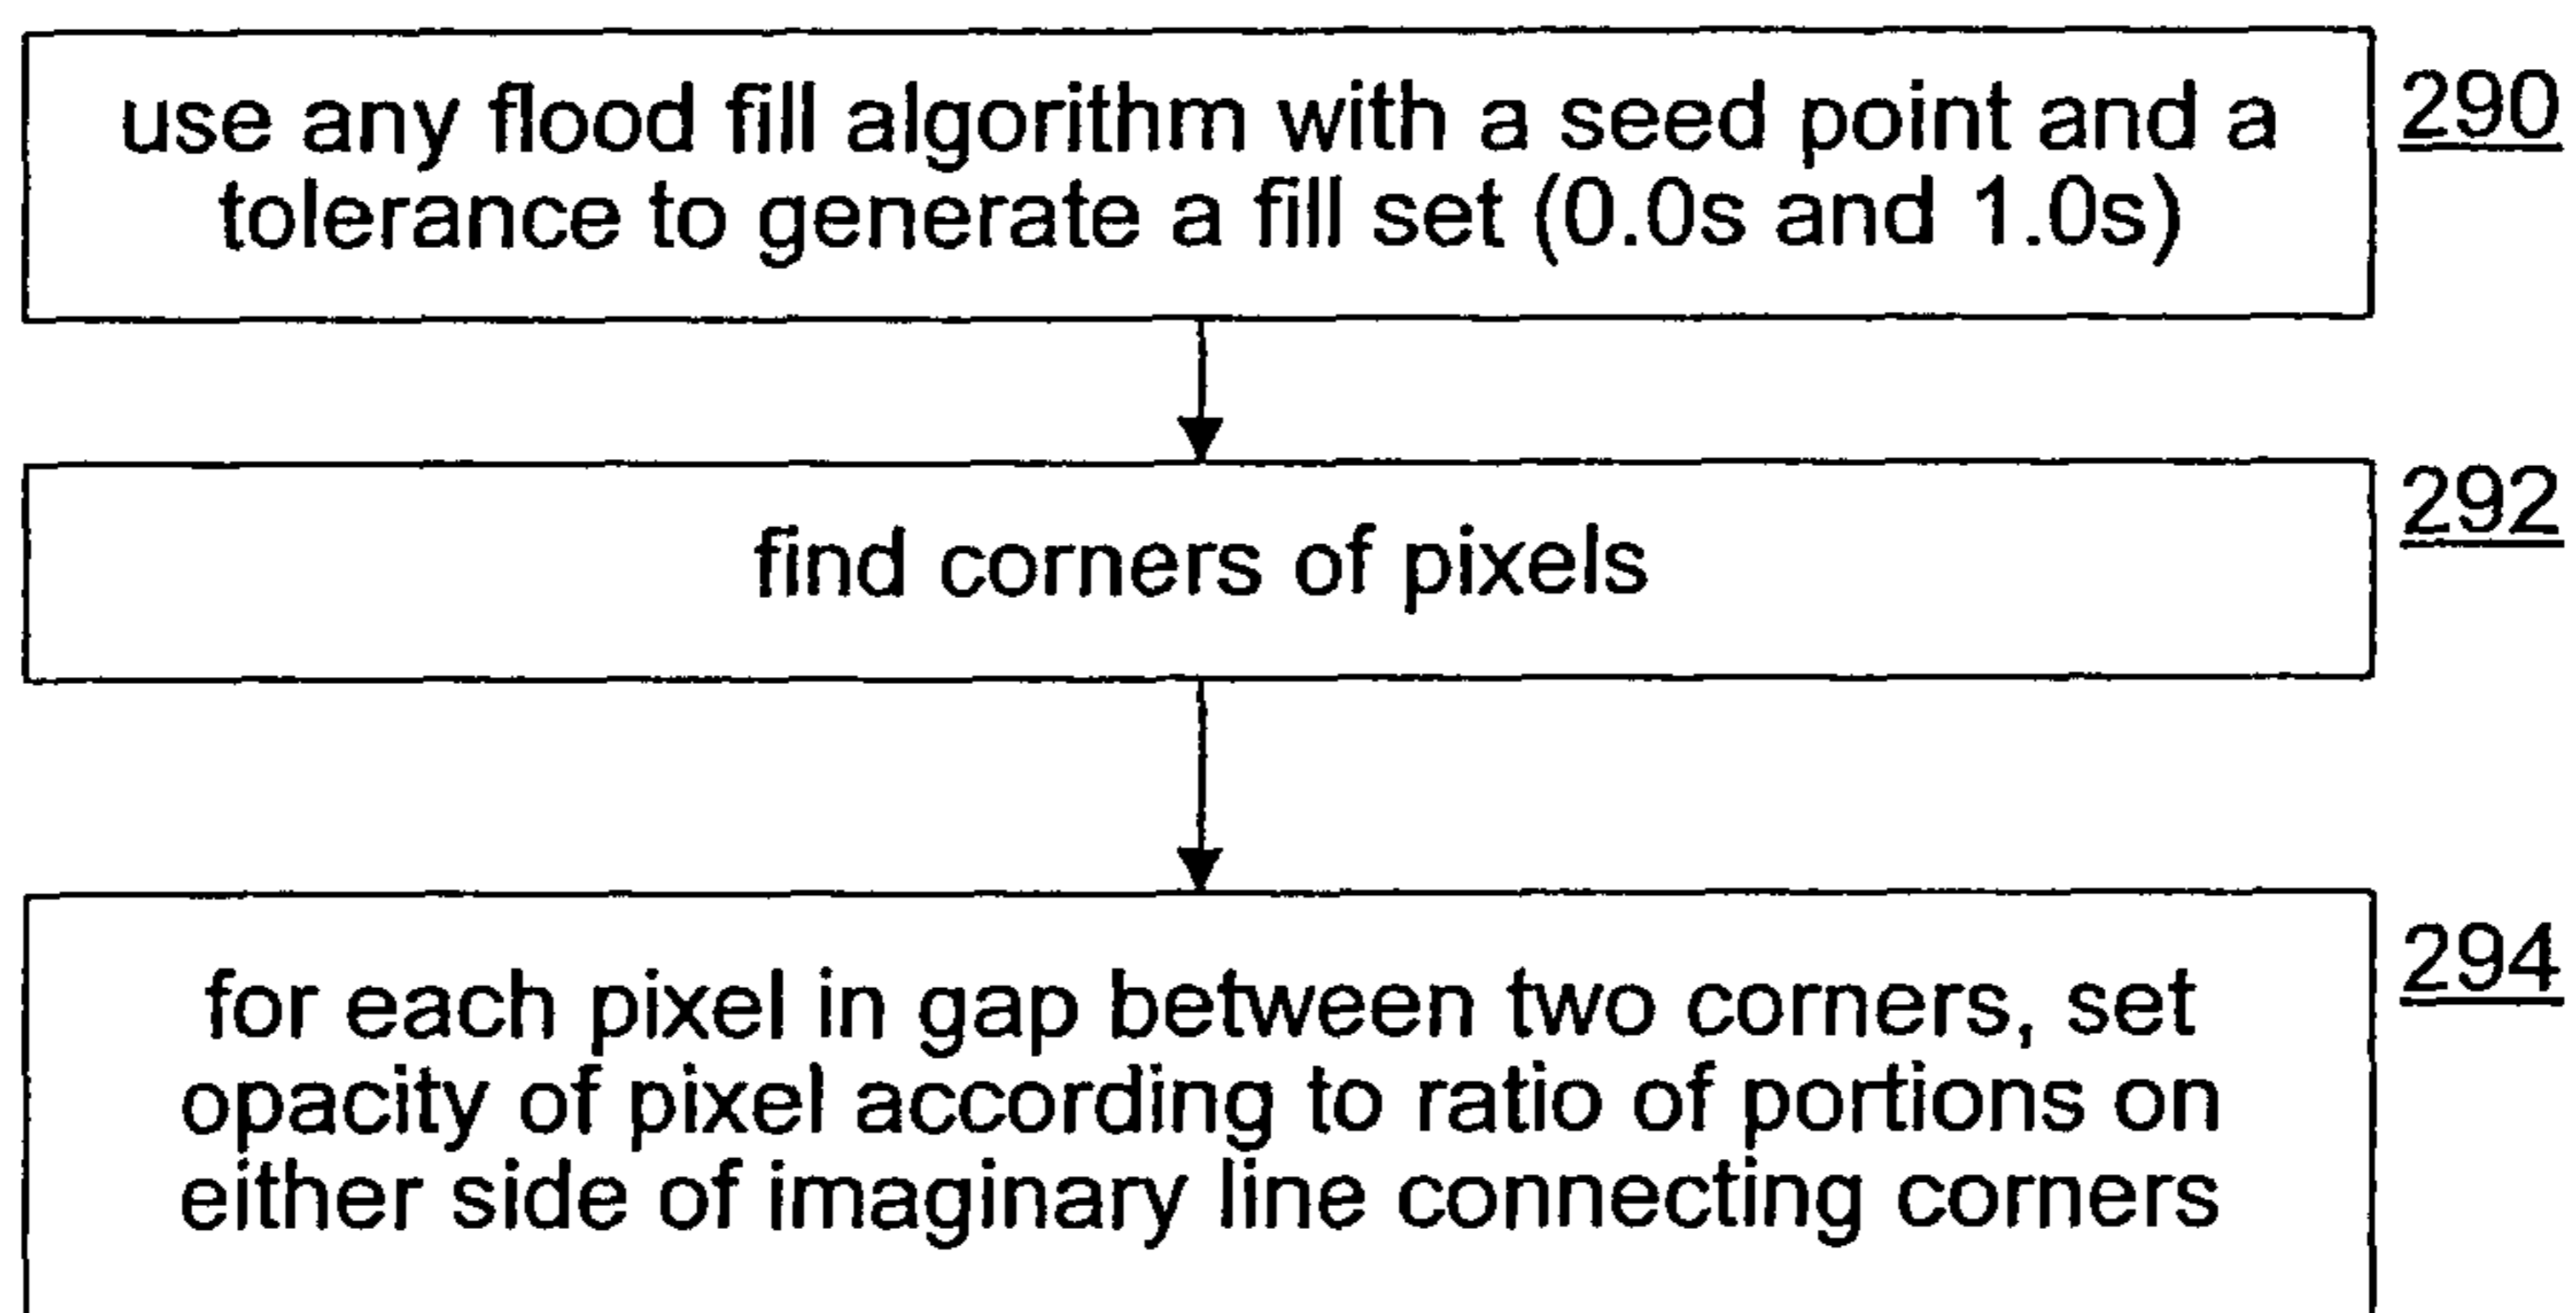 use any flood fill algorithm with a seed point and a
tolerance to generate a fill set (0.0s and 1.0s)
290
find corners of pixels
292
for each pixel in gap between two corners, set
opacity of pixel according to ratio of portions on
either side of imaginary line connecting corners
294